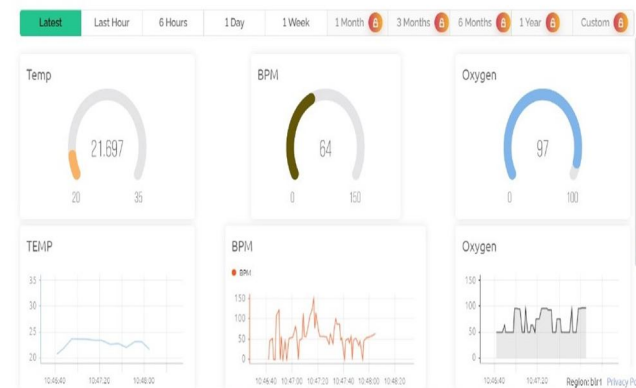 Latest Last Hour 6 Hours 1 Day 1 Week 1 Month 3 Months 6 Months 1 Year Custom
Temp BPM Oxygen
21.697 64 97
20 35 0 150 0 100
TEMP BPM Oxygen
BPM
35 150 150
30 100 100
25 50 50
20 0 0
10:46:40 10:47:20 10:48:00 10:46:40 10:47:00 10:47:20 10:47:40 10:48:00 10:48:20 10:46:40 10:47:20 Region: blr1 Privacy